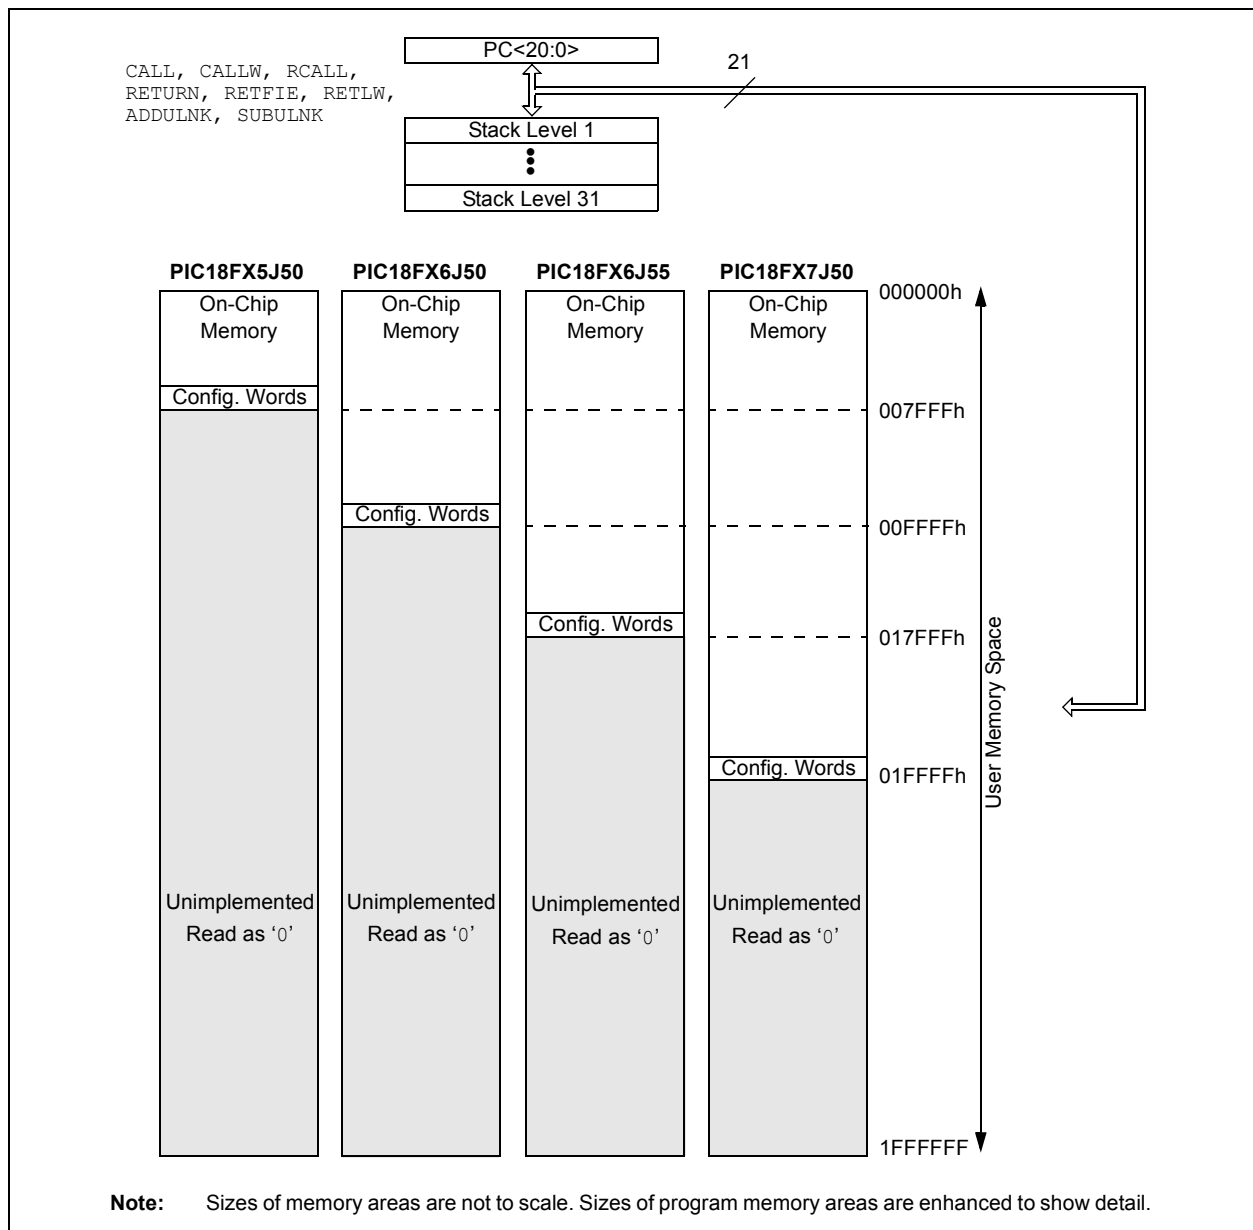 PC<20:0>
21
CALL, CALLW, RCALL,
RETURN, RETFIE, RETLW,
ADDULNK, SUBULNK
Stack Level 1
Stack Level 31
PIC18FX5J50
PIC18FX6J50
PIC18FX6J55
PIC18FX7J50
On-Chip
Memory
On-Chip
Memory
On-Chip
Memory
On-Chip
Memory
000000h
Config. Words
007FFFh
Config. Words
00FFFFh
Config. Words
017FFFh
Config. Words
01FFFFh
User Memory Space
Unimplemented
Read as ‘0’
Unimplemented
Read as ‘0’
Unimplemented
Read as ‘0’
Unimplemented
Read as ‘0’
1FFFFFF
Note: Sizes of memory areas are not to scale. Sizes of program memory areas are enhanced to show detail.